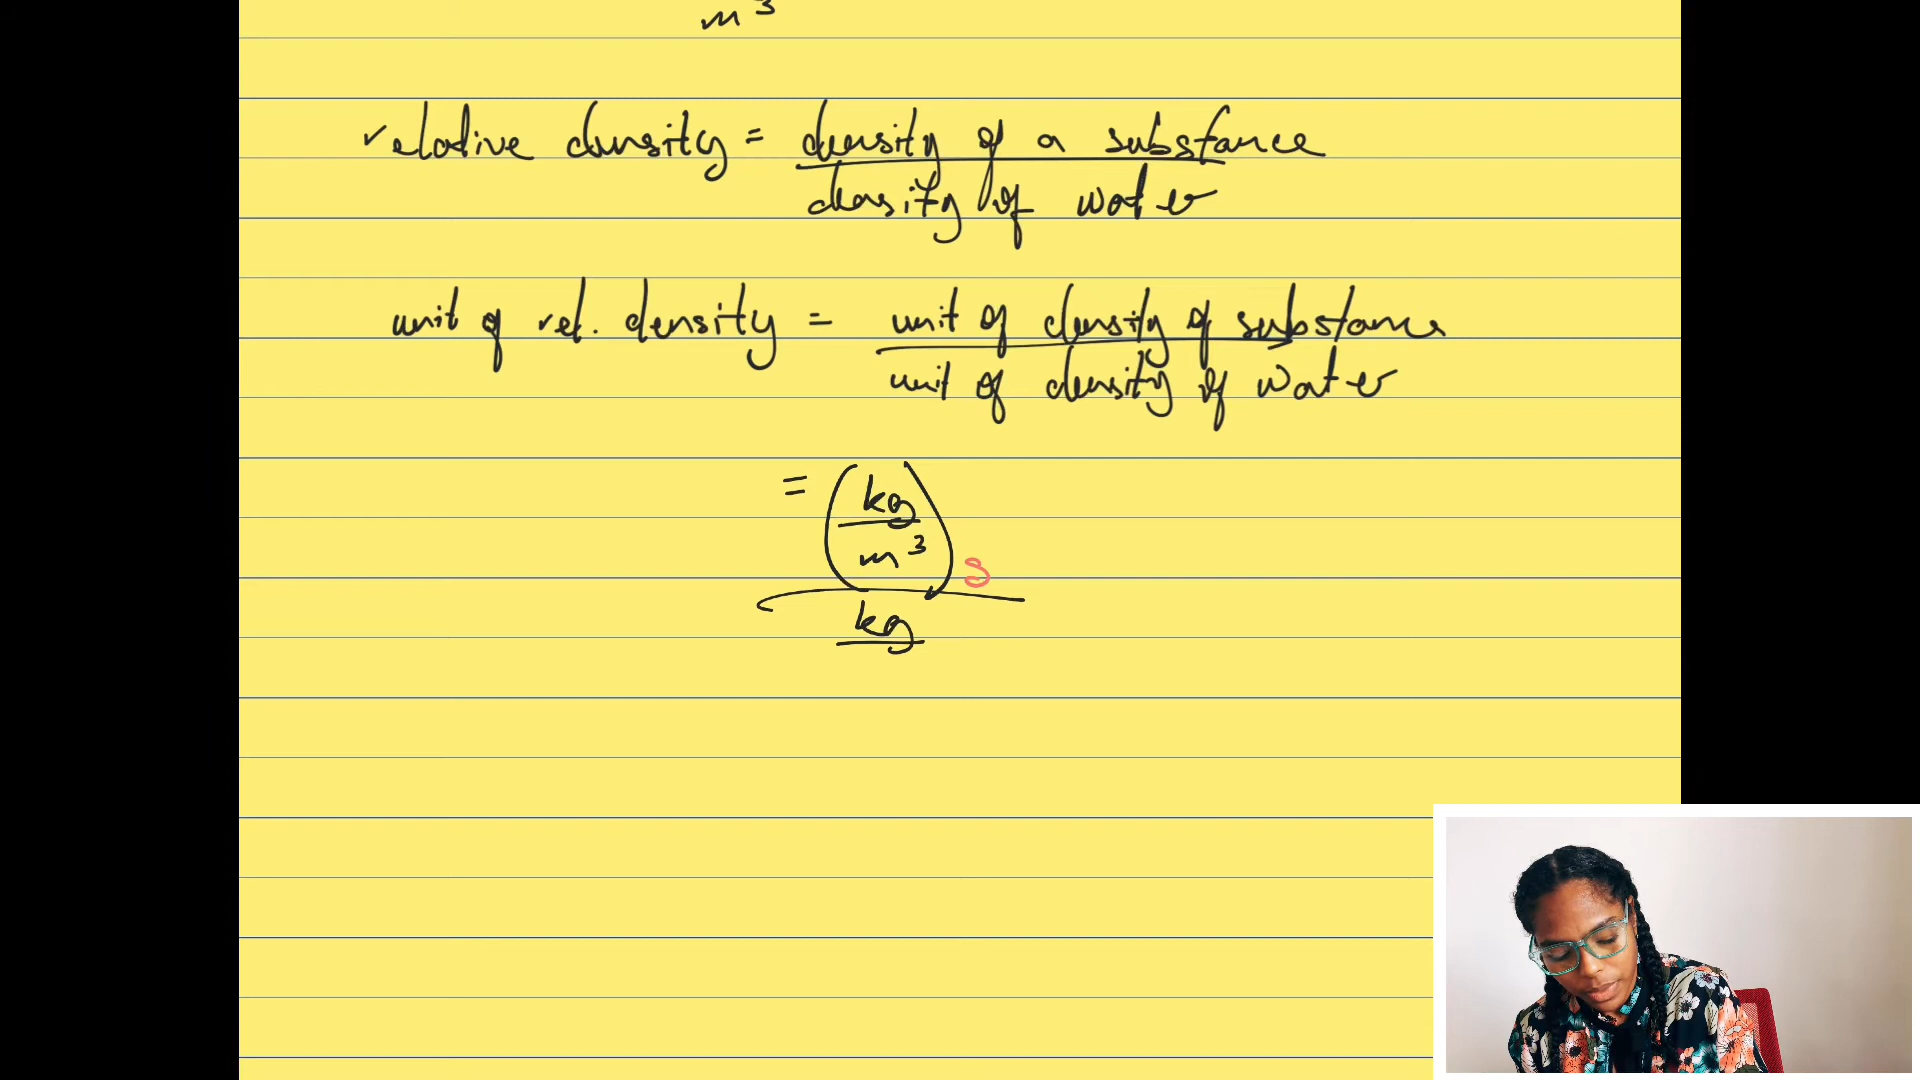 m³
relative density = density of a substance
density of water
unit of rel. density = unit of density of substance
unit of density of water
= (kg
m³) s
kg